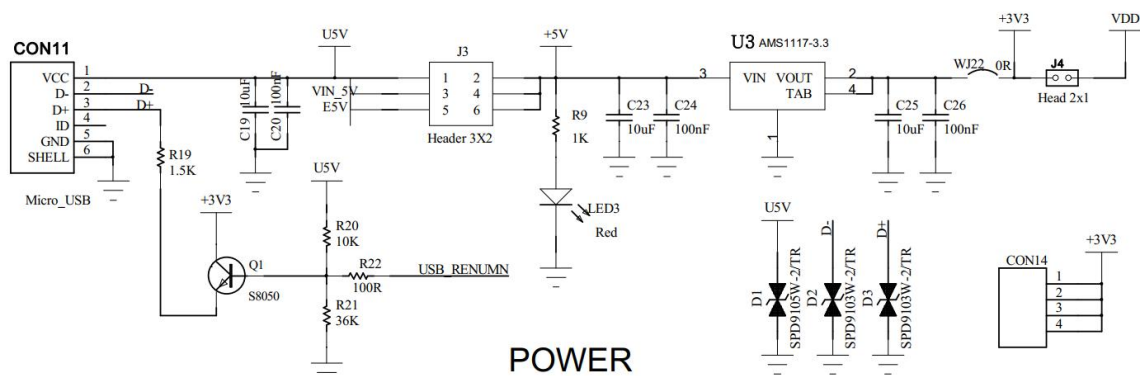 CON11
VCC 1
D- 2 D-
D+ 3 D+
ID 4
GND 5
SHELL 6
Micro_USB
R19
1.5K
+3V3
Q1
S8050
C19 10uF
C20 100nF
U5V
VIN_5V
E5V
J3
1 2
3 4
5 6
Header 3X2
U5V
R20
10K
R22
100R
USB_RENUMN
R21
36K
+5V
R9
1K
LED3
Red
C23
10uF
C24
100nF
U3 AMS1117-3.3
3 VIN VOUT 2
TAB 4
1
C25
10uF
C26
100nF
WJ22 0R
+3V3
J4
Head 2x1
VDD
U5V
D1
SPD9105W-2/TR
D-
D2
SPD9103W-2/TR
D+
D3
SPD9103W-2/TR
CON14
+3V3
1
2
3
4
POWER